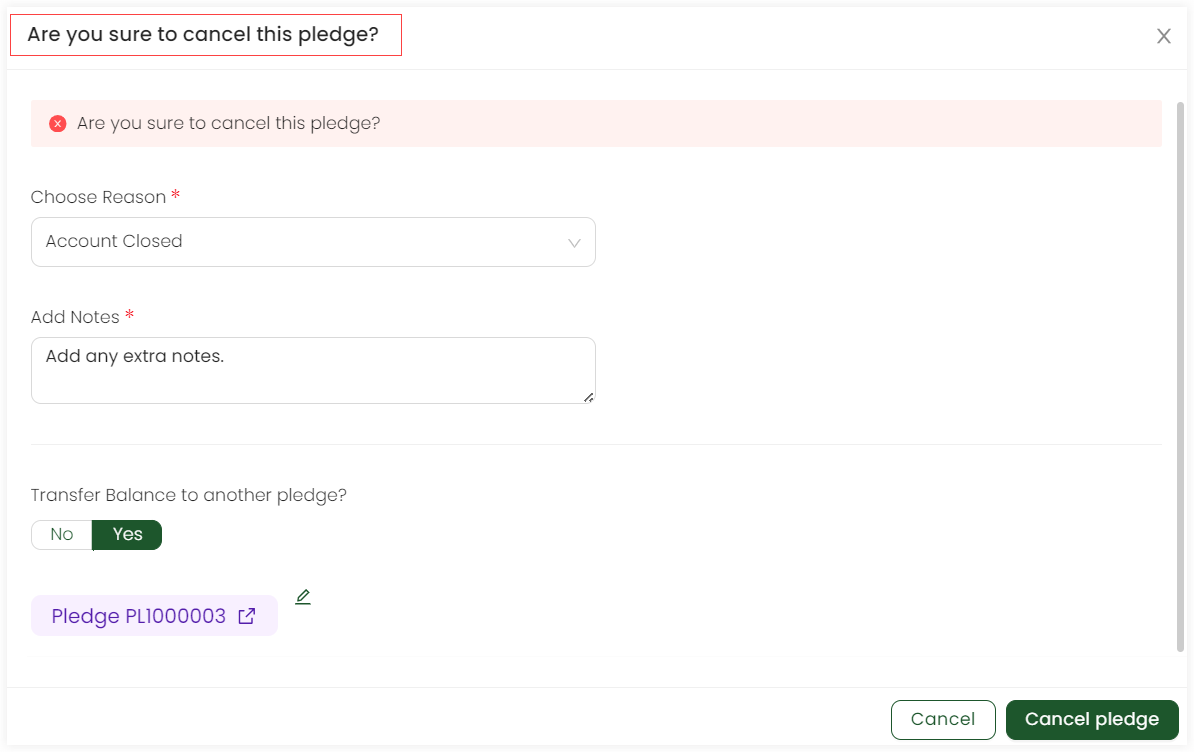 Are you sure to cancel this pledge?
Are you sure to cancel this pledge?
Choose Reason *
Account Closed
Add Notes *
Add any extra notes.
Transfer Balance to another pledge?
No Yes
Pledge PL1000003
Cancel Cancel pledge